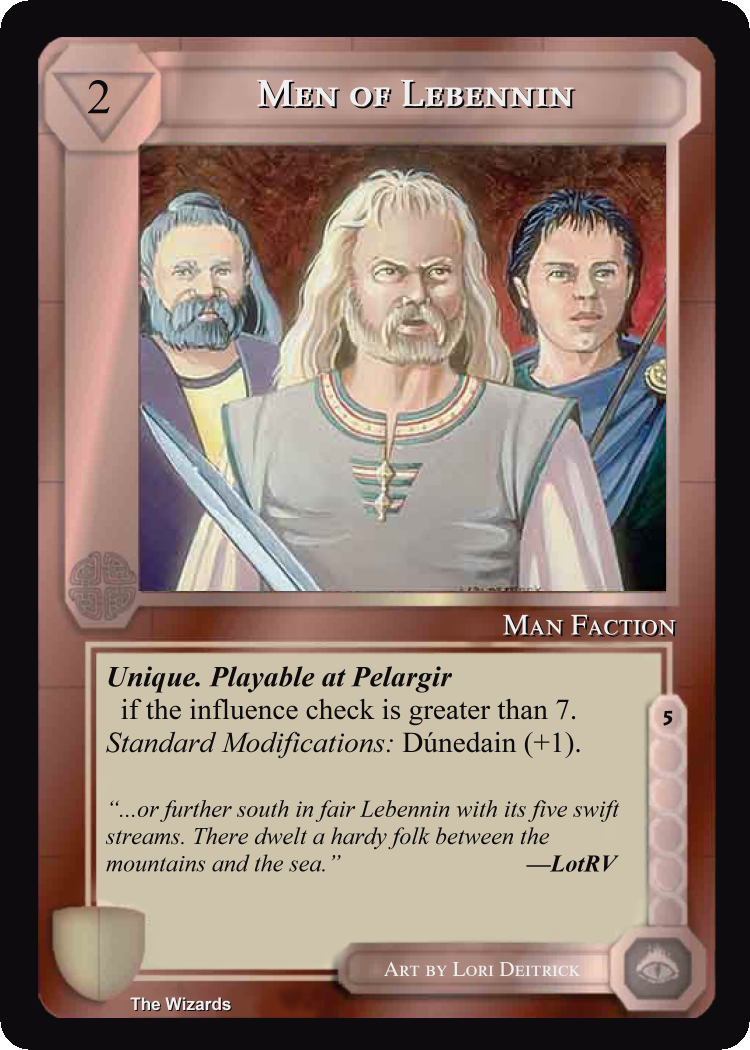 2
Men of Lebennin
Man Faction
Unique. Playable at Pelargir
if the influence check is greater than 7.
5
Standard Modifications: Dúnedain (+1).
“...or further south in fair Lebennin with its five swift
streams. There dwelt a hardy folk between the
mountains and the sea.” —LotRV
Art by Lori Deitrick
The Wizards